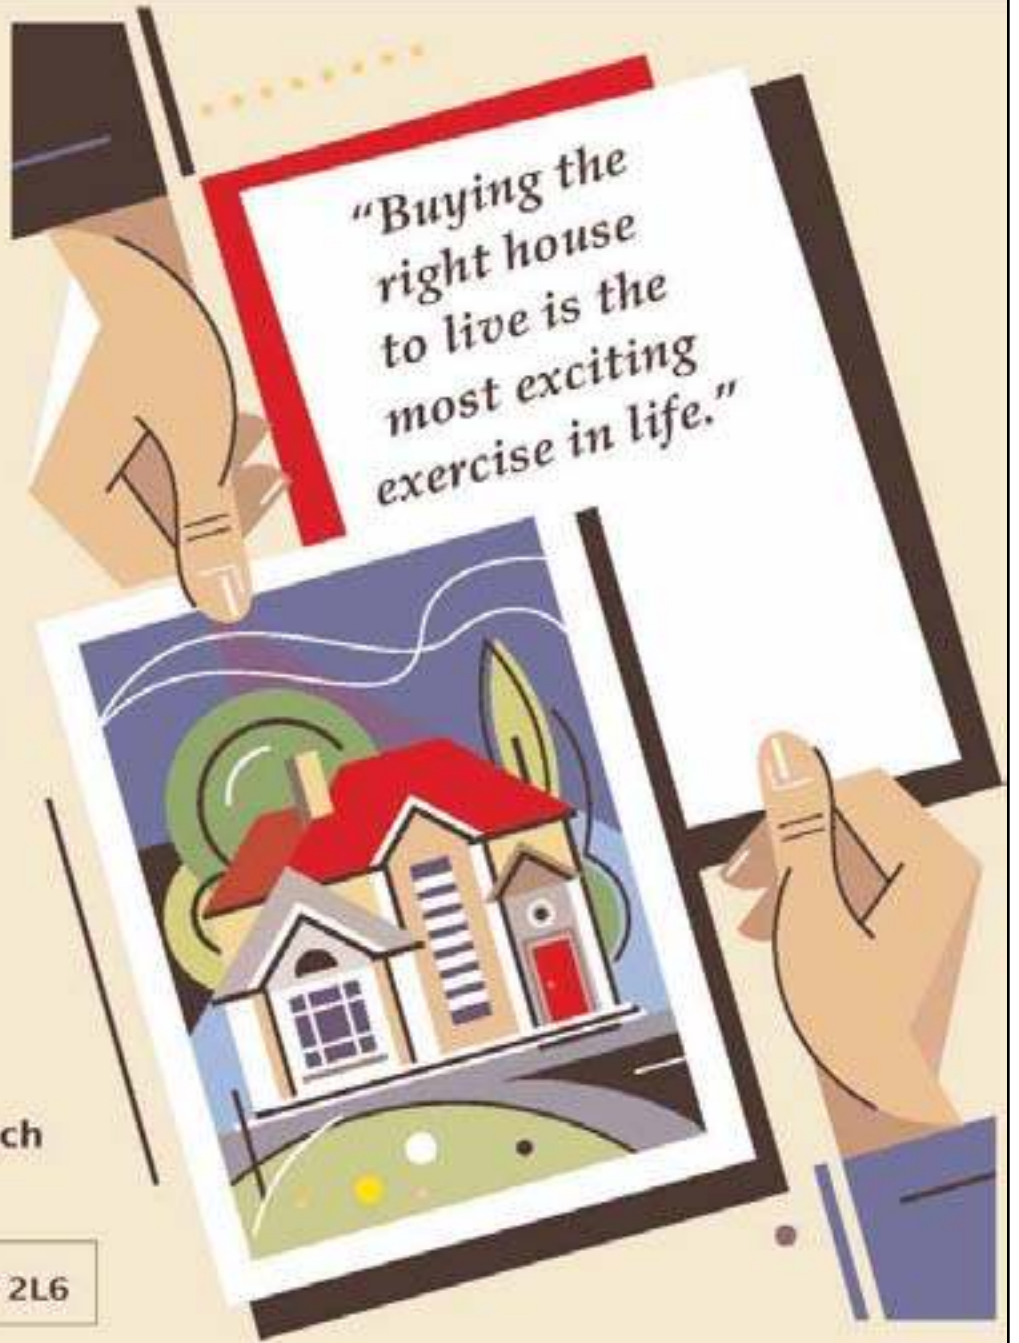 “Buying the
right house
to live is the
most exciting
exercise in life.”
ch
2L6